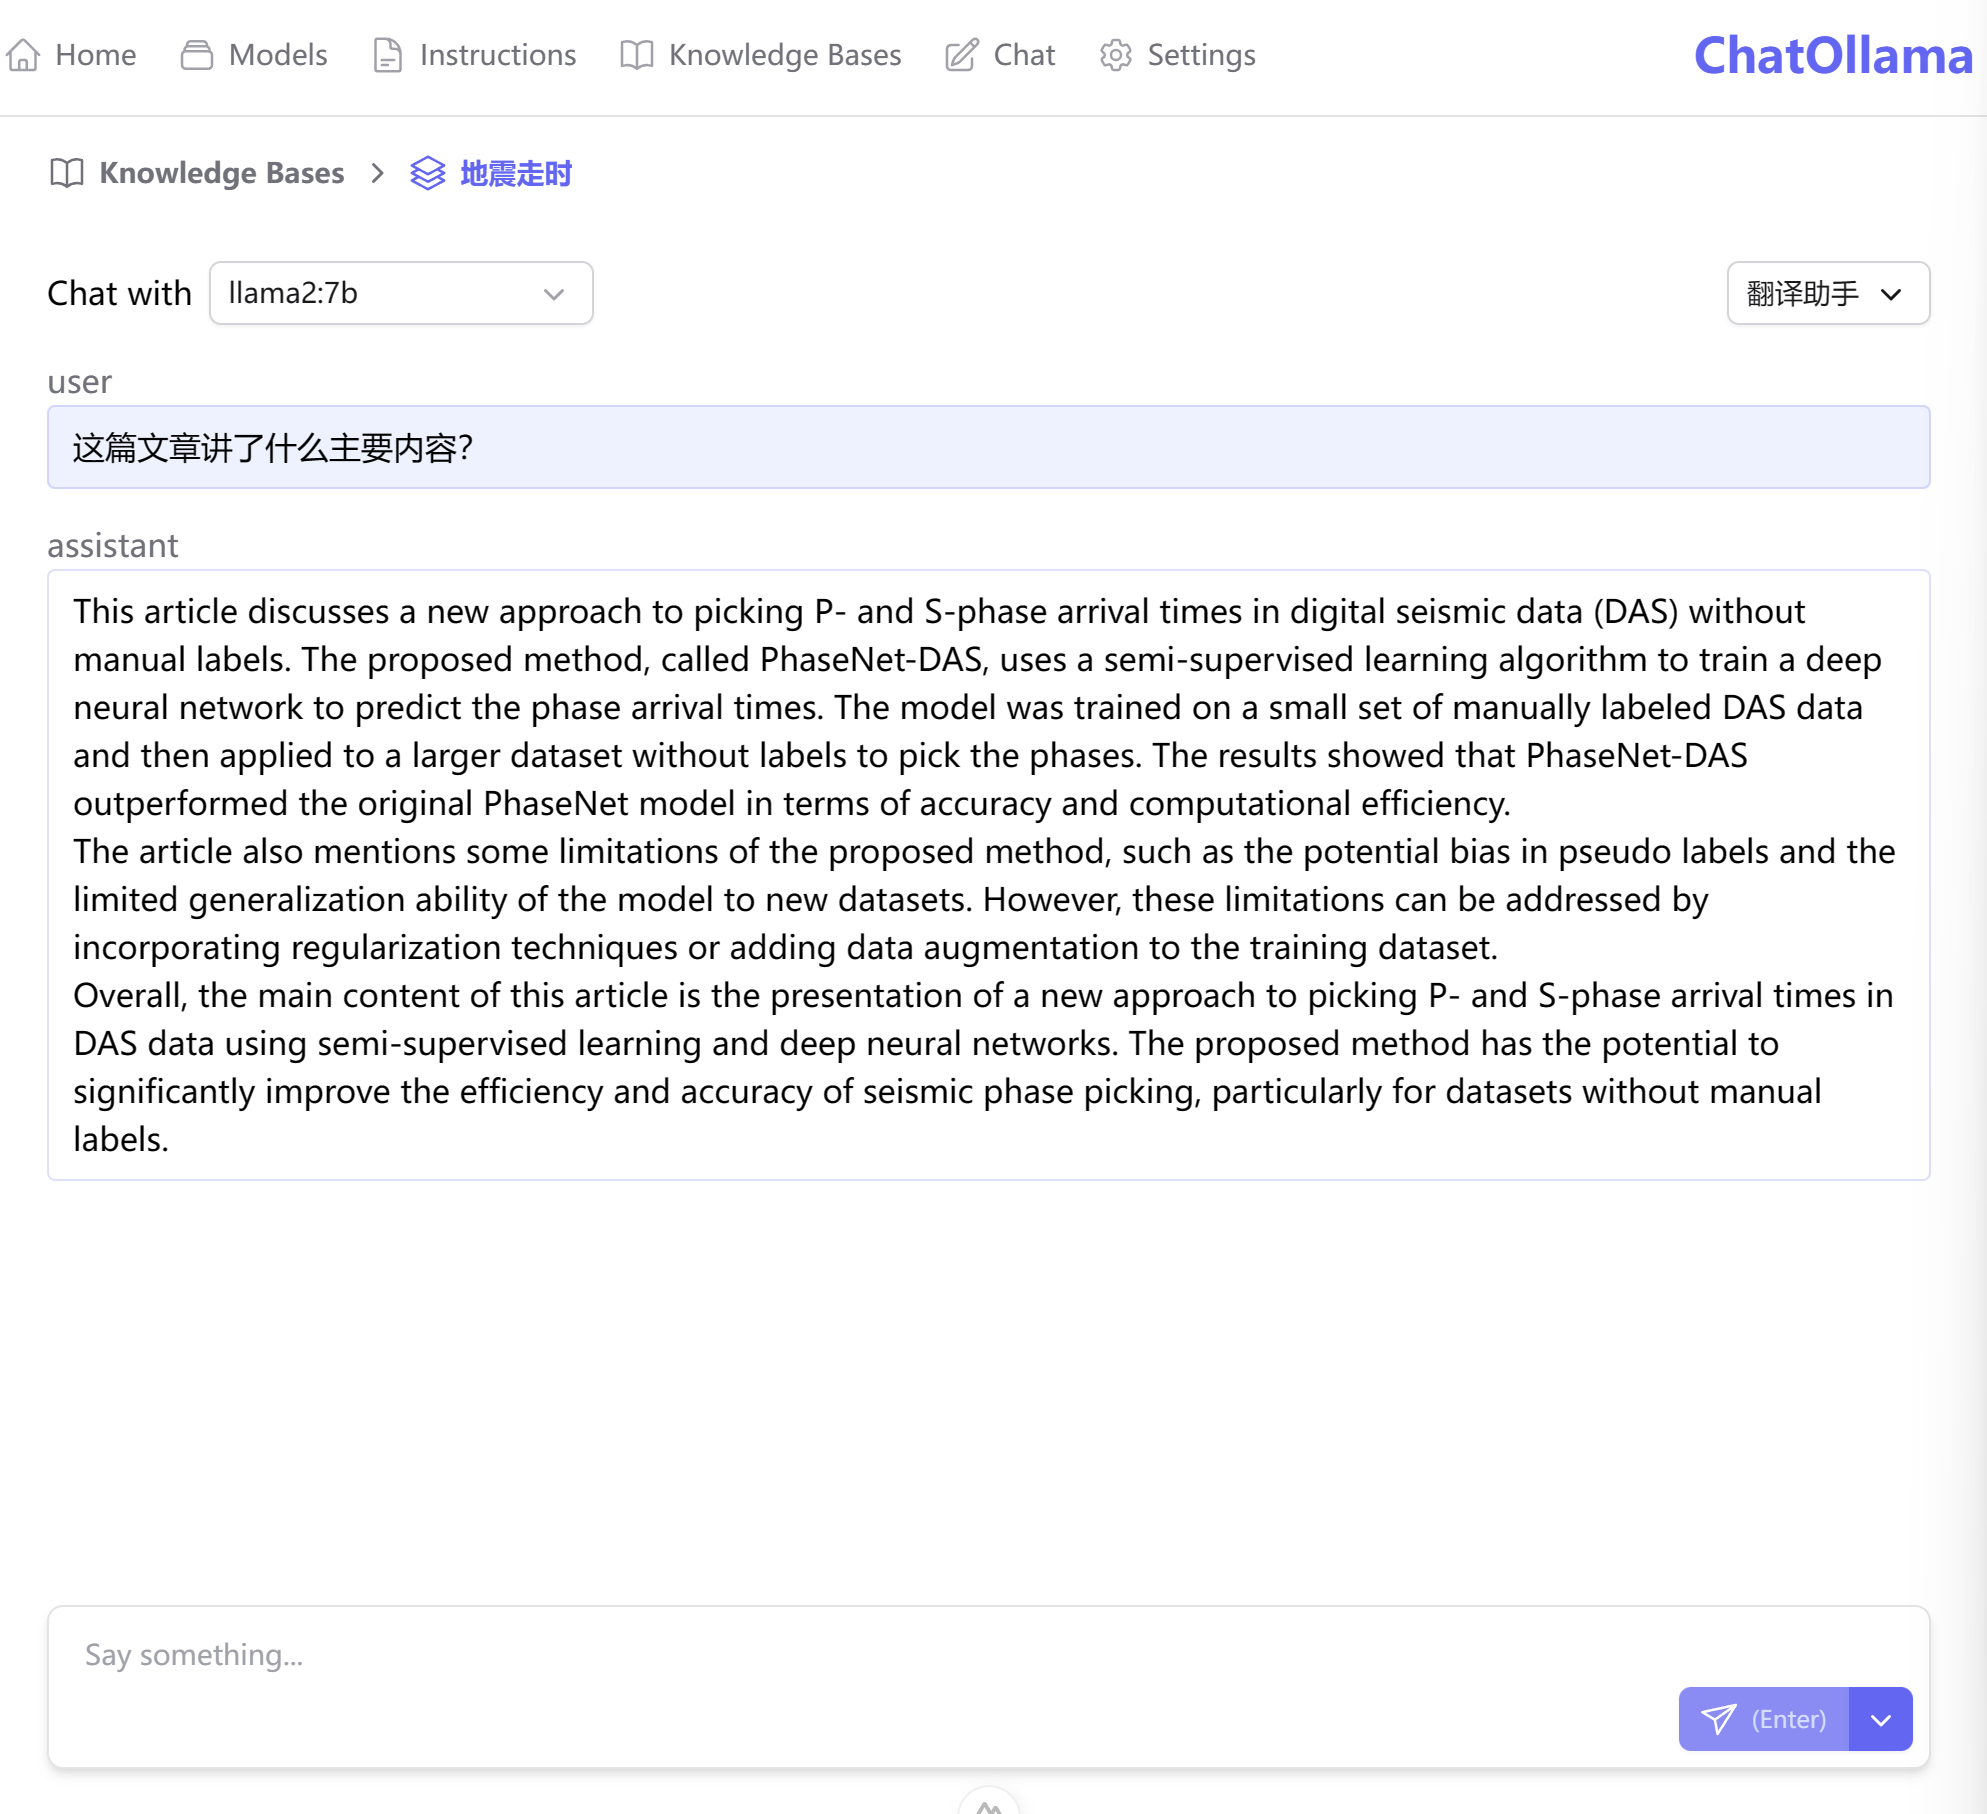 Home Models Instructions Knowledge Bases Chat Settings ChatOllama
Knowledge Bases > 地震走时
Chat with llama2:7b 翻译助手
user
这篇文章讲了什么主要内容?
assistant
This article discusses a new approach to picking P- and S-phase arrival times in digital seismic data (DAS) without
manual labels. The proposed method, called PhaseNet-DAS, uses a semi-supervised learning algorithm to train a deep
neural network to predict the phase arrival times. The model was trained on a small set of manually labeled DAS data
and then applied to a larger dataset without labels to pick the phases. The results showed that PhaseNet-DAS
outperformed the original PhaseNet model in terms of accuracy and computational efficiency.
The article also mentions some limitations of the proposed method, such as the potential bias in pseudo labels and the
limited generalization ability of the model to new datasets. However, these limitations can be addressed by
incorporating regularization techniques or adding data augmentation to the training dataset.
Overall, the main content of this article is the presentation of a new approach to picking P- and S-phase arrival times in
DAS data using semi-supervised learning and deep neural networks. The proposed method has the potential to
significantly improve the efficiency and accuracy of seismic phase picking, particularly for datasets without manual
labels.
Say something...
(Enter)